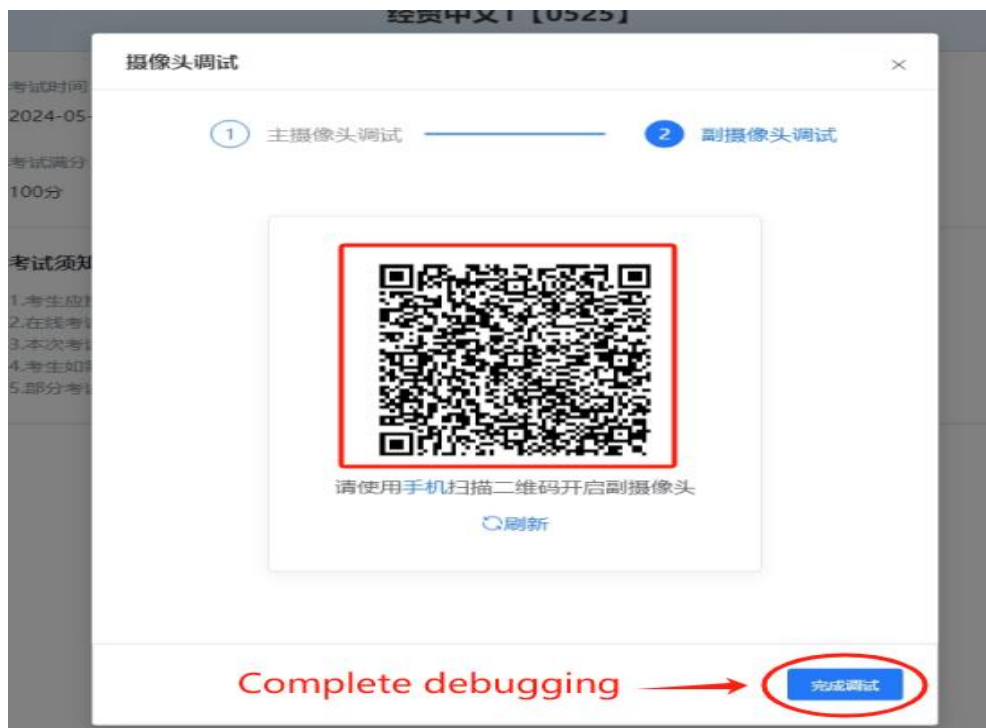 经贸中文1【0525】
摄像头调试
考试时间
2024-05-
1 主摄像头调试 2 副摄像头调试
考试满分
100分
考试须知
1.考生应
2.在线考
3.本次考
4.考生如
5.部分考
请使用手机扫描二维码开启副摄像头
刷新
Complete debugging
完成调试